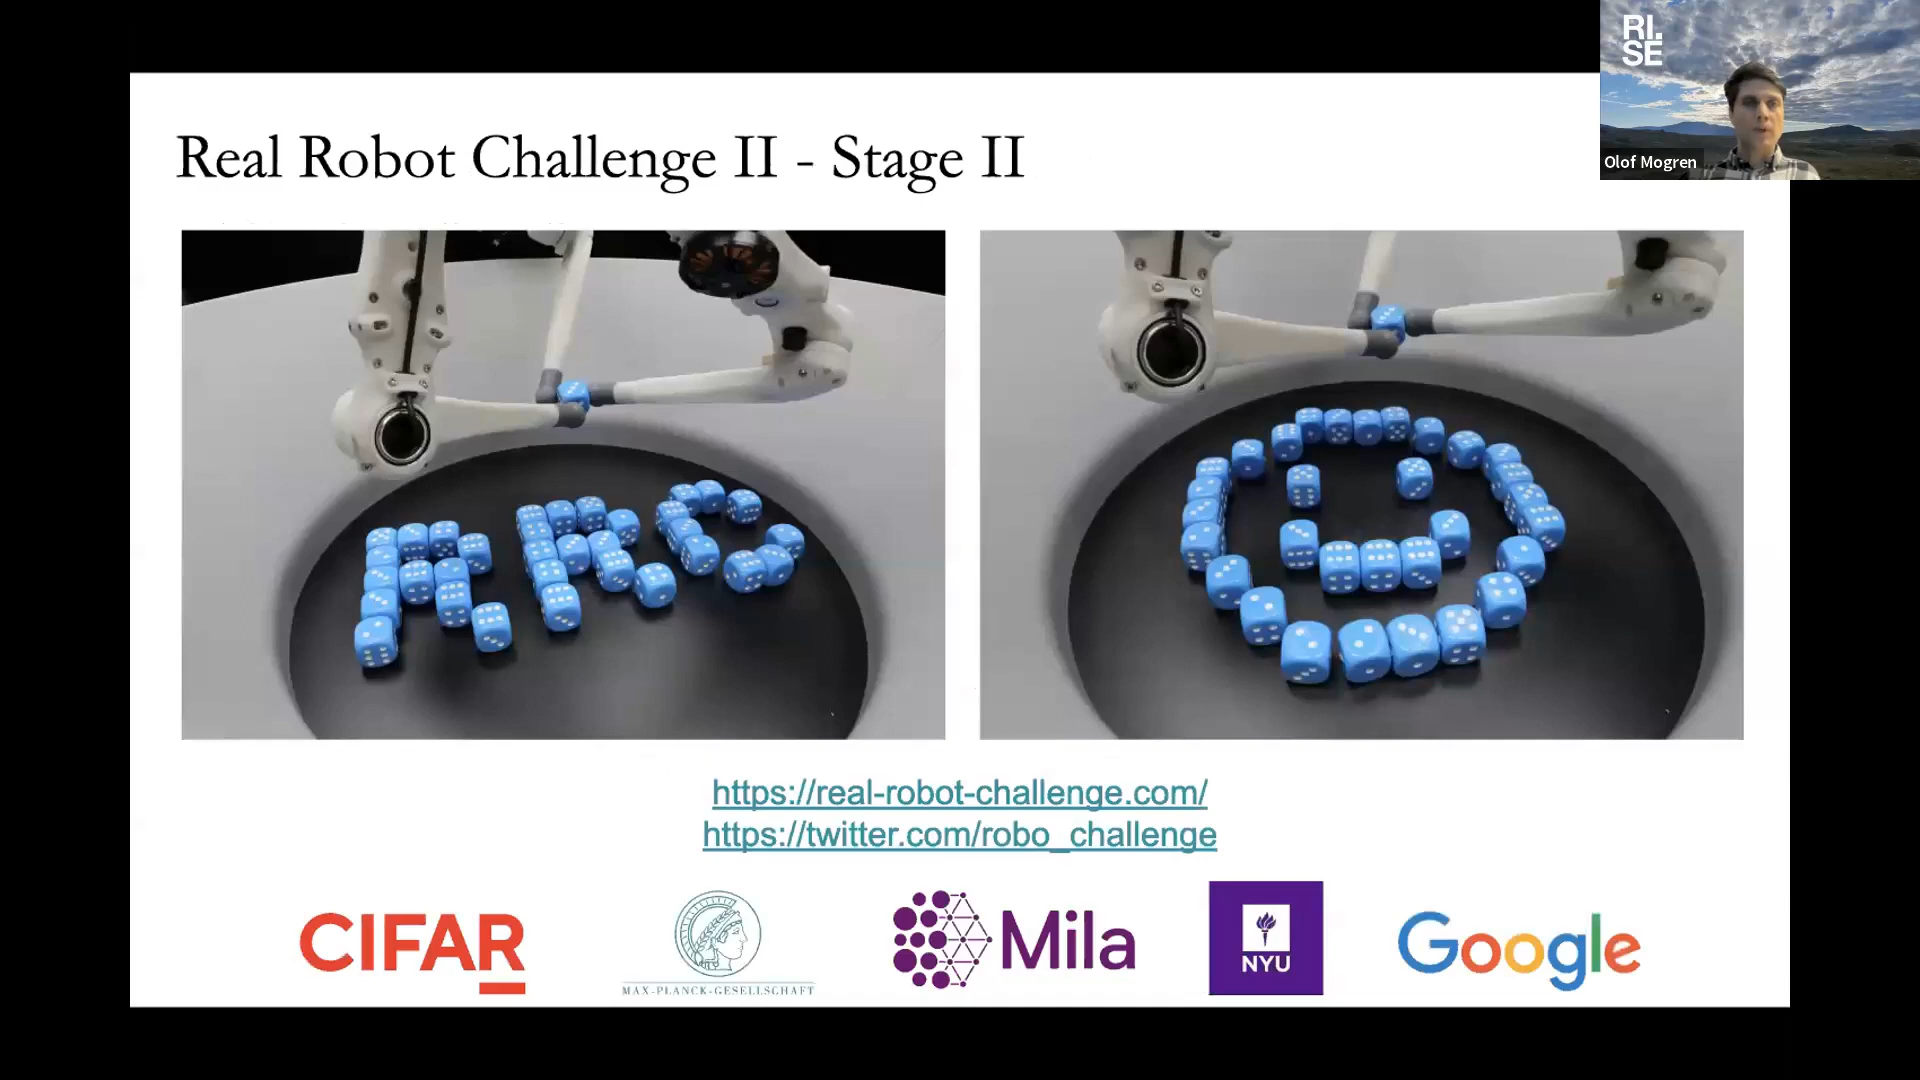 RI.
SE
Olof Mogren
Real Robot Challenge II - Stage II
RRC
https://real-robot-challenge.com/
https://twitter.com/robo_challenge
CIFAR
MAX-PLANCK-GESELLSCHAFT
Mila
NYU
Google